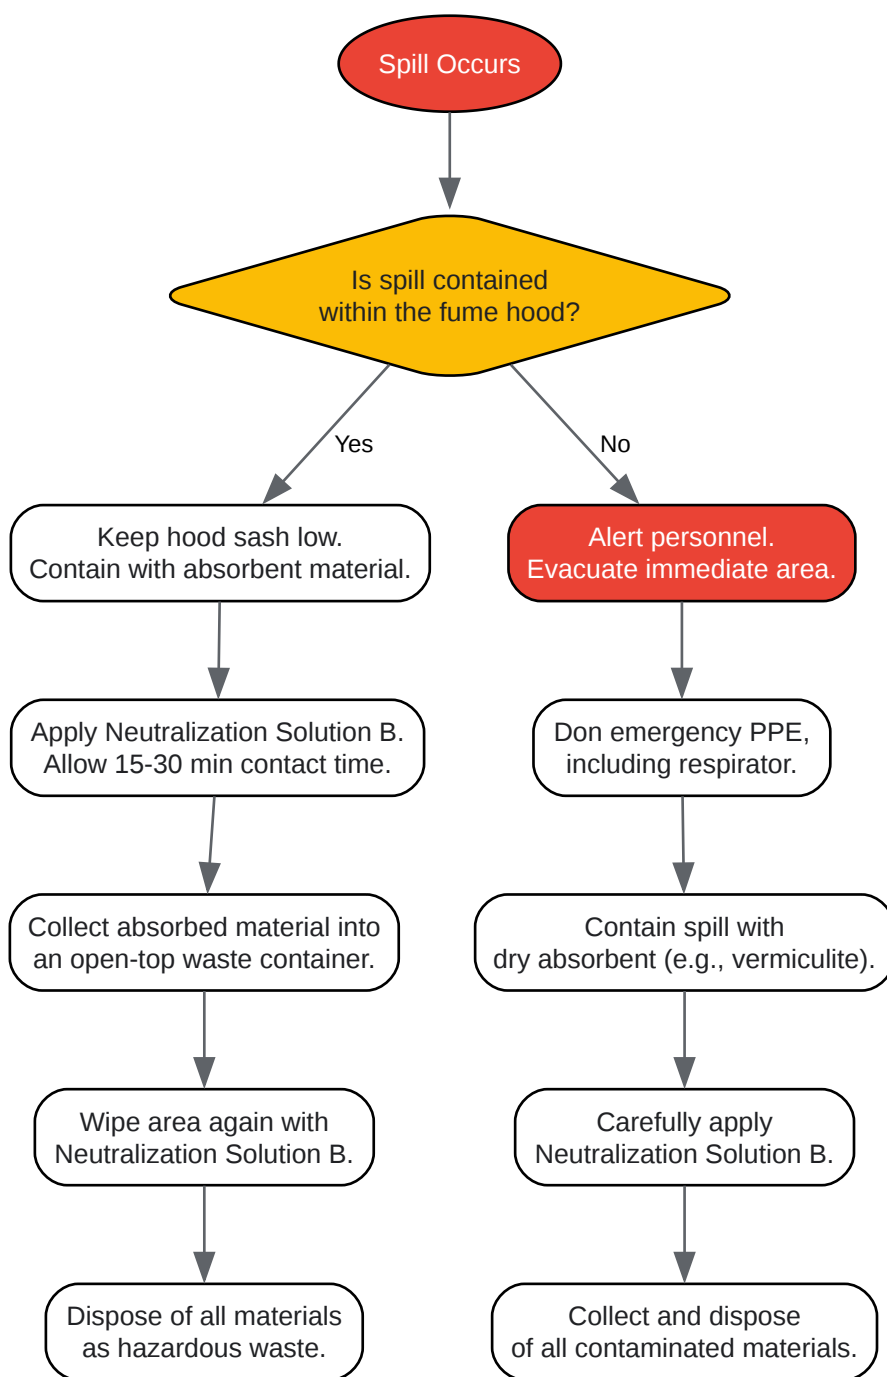 Spill Occurs
Is spill contained
within the fume hood?
Yes
No
Keep hood sash low.
Contain with absorbent material.
Alert personnel.
Evacuate immediate area.
Apply Neutralization Solution B.
Allow 15-30 min contact time.
Don emergency PPE,
including respirator.
Collect absorbed material into
an open-top waste container.
Contain spill with
dry absorbent (e.g., vermiculite).
Wipe area again with
Neutralization Solution B.
Carefully apply
Neutralization Solution B.
Dispose of all materials
as hazardous waste.
Collect and dispose
of all contaminated materials.